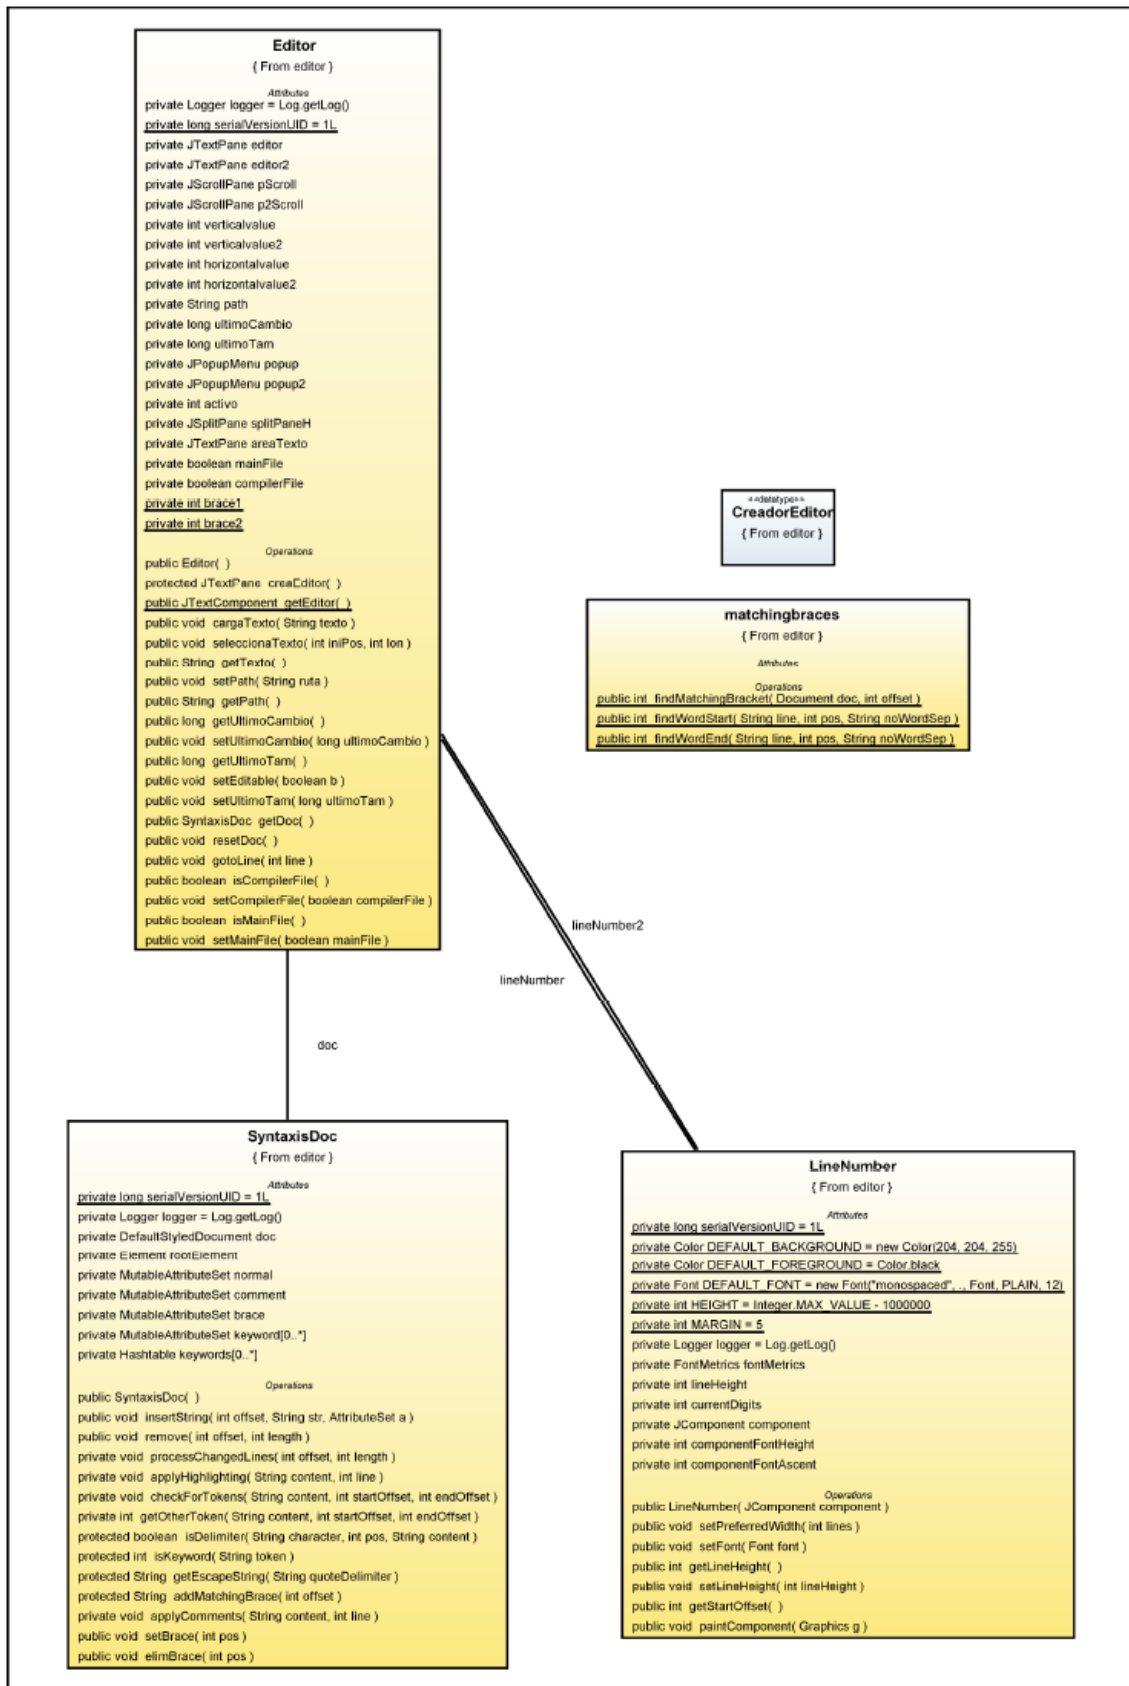 Editor
{ From editor }
Attributes
private Logger logger = Log.getLog()
private long serialVersionUID = 1L
private JTextPane editor
private JTextPane editor2
private JScrollPane pScroll
private JScrollPane p2Scroll
private int verticalvalue
private int verticalvalue2
private int horizontalvalue
private int horizontalvalue2
private String path
private long ultimoCambio
private long ultimoTam
private JPopupMenu popup
private JPopupMenu popup2
private int activo
private JSplitPane splitPaneH
private JTextPane areaTexto
private boolean mainFile
private boolean compilerFile
private int brace1
private int brace2
Operations
public Editor( )
protected JTextPane creaEditor( )
public JTextComponent getEditor( )
public void cargaTexto( String texto )
public void seleccionaTexto( int iniPos, int lon )
public String getTexto( )
public void setPath( String ruta )
public String getPath( )
public long getUltimoCambio( )
public void setUltimoCambio( long ultimoCambio )
public long getUltimoTam( )
public void setEditable( boolean b )
public void setUltimoTam( long ultimoTam )
public SyntaxisDoc getDoc( )
public void resetDoc( )
public void gotoLine( int line )
public boolean isCompilerFile( )
public void setCompilerFile( boolean compilerFile )
public boolean isMainFile( )
public void setMainFile( boolean mainFile )
<<datatype>>
CreadorEditor
{ From editor }
matchingbraces
{ From editor }
Attributes
Operations
public int findMatchingBracket( Document doc, int offset )
public int findWordStart( String line, int pos, String noWordSep )
public int findWordEnd( String line, int pos, String noWordSep )
lineNumber2
lineNumber
doc
SyntaxisDoc
{ From editor }
Attributes
private long serialVersionUID = 1L
private Logger logger = Log.getLog()
private DefaultStyledDocument doc
private Element rootElement
private MutableAttributeSet normal
private MutableAttributeSet comment
private MutableAttributeSet brace
private MutableAttributeSet keyword[0..*]
private Hashtable keywords[0..*]
Operations
public SyntaxisDoc( )
public void insertString( int offset, String str, AttributeSet a )
public void remove( int offset, int length )
private void processChangedLines( int offset, int length )
private void applyHighlighting( String content, int line )
private void checkForTokens( String content, int startOffset, int endOffset )
private int getOtherToken( String content, int startOffset, int endOffset )
protected boolean isDelimiter( String character, int pos, String content )
protected int isKeyword( String token )
protected String getEscapeString( String quoteDelimiter )
protected String addMatchingBrace( int offset )
private void applyComments( String content, int line )
public void setBrace( int pos )
public void elimBrace( int pos )
LineNumber
{ From editor }
Attributes
private long serialVersionUID = 1L
private Color DEFAULT_BACKGROUND = new Color(204, 204, 255)
private Color DEFAULT_FOREGROUND = Color.black
private Font DEFAULT_FONT = new Font("monospaced", ., Font, PLAIN, 12)
private int HEIGHT = Integer.MAX_VALUE - 1000000
private int MARGIN = 5
private Logger logger = Log.getLog()
private FontMetrics fontMetrics
private int lineHeight
private int currentDigits
private JComponent component
private int componentFontHeight
private int componentFontAscent
Operations
public LineNumber( JComponent component )
public void setPreferredWidth( int lines )
public void setFont( Font font )
public int getLineHeight( )
public void setLineHeight( int lineHeight )
public int getStartOffset( )
public void paintComponent( Graphics g )